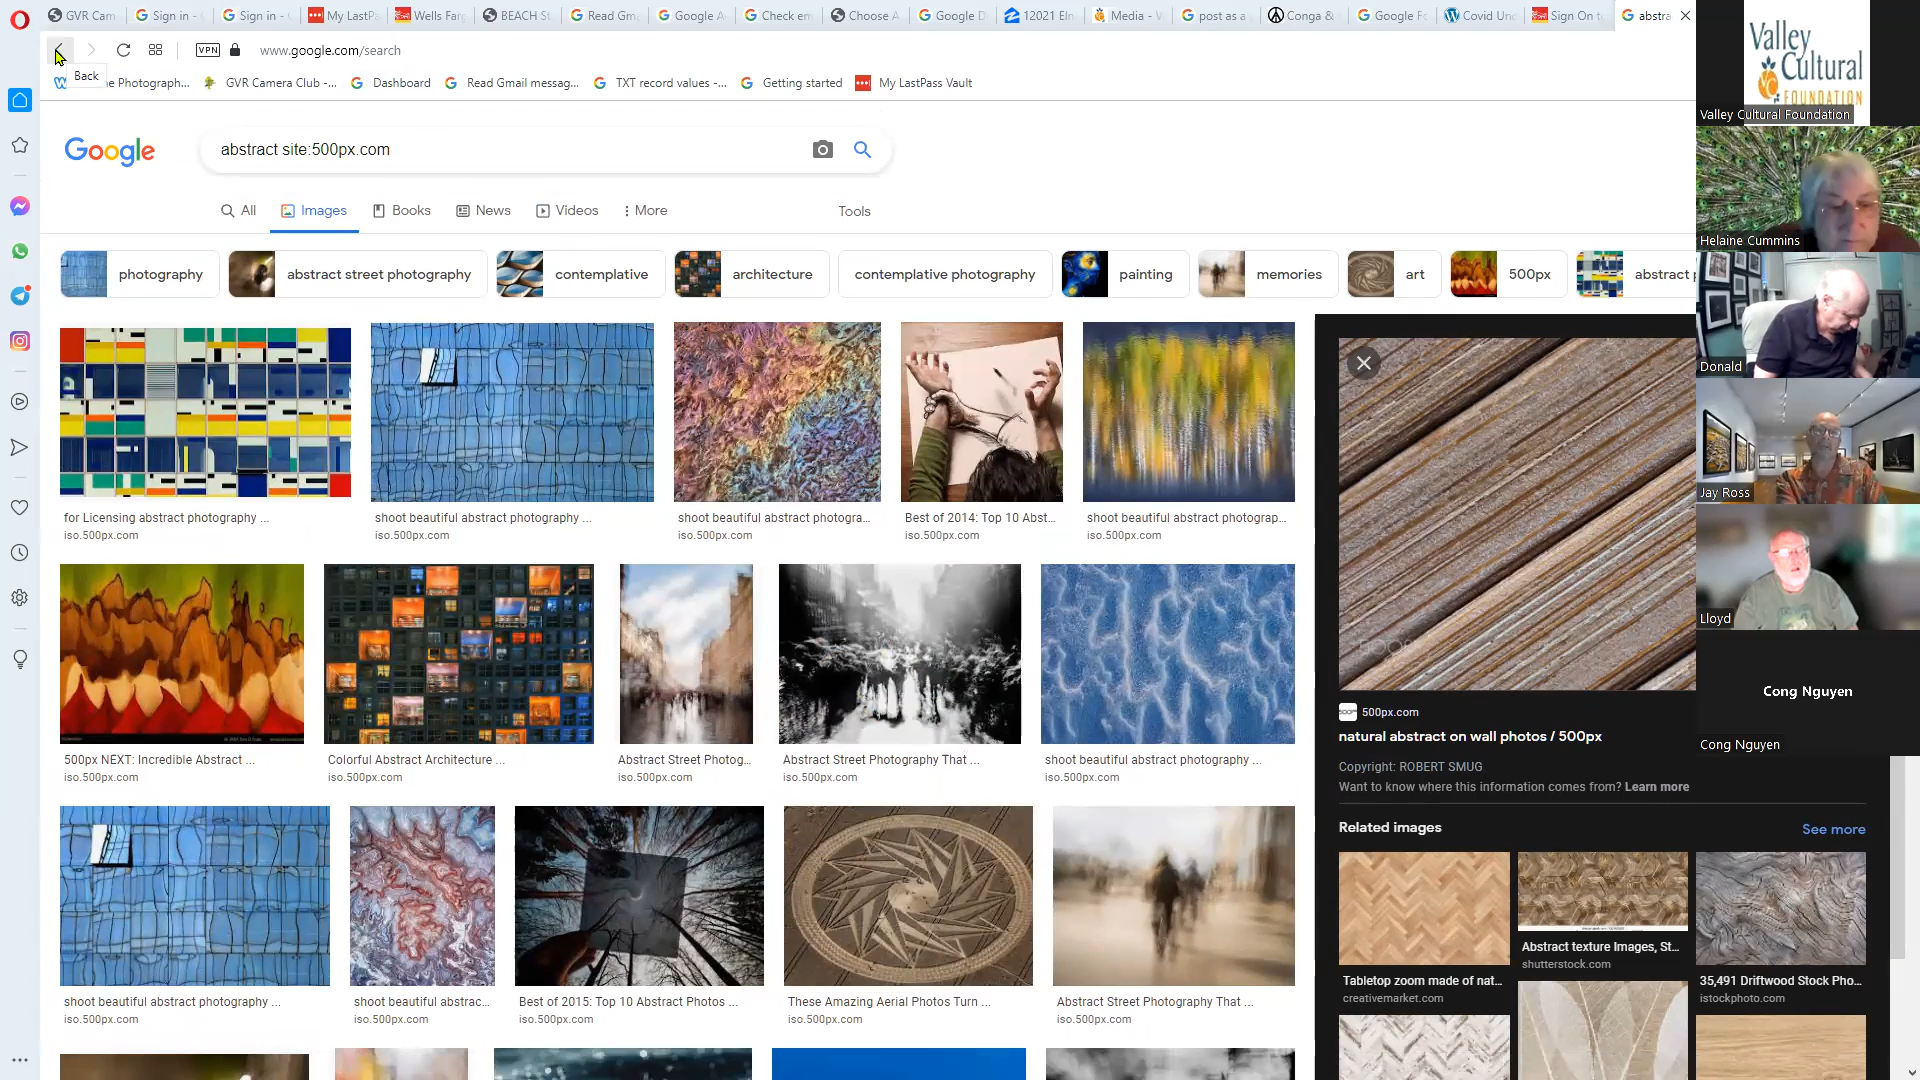 GVR Cam
Sign in -
Sign in -
My LastPa
Wells Farg
BEACH St
Read Gma
Google A
Check em
Choose A
Google D
12021 Eln
Media - W
post as a
Conga &
Google Fo
Covid Und
Sign On t
abstra
VPN
www.google.com/search
Back
e Photograph...
GVR Camera Club -...
Dashboard
Read Gmail messag...
TXT record values -...
Getting started
My LastPass Vault
Google
abstract site:500px.com
All
Images
Books
News
Videos
More
Tools
photography
abstract street photography
contemplative
architecture
contemplative photography
painting
memories
art
500px
abstract
for Licensing abstract photography ...
iso.500px.com
shoot beautiful abstract photography ...
iso.500px.com
shoot beautiful abstract photogra...
iso.500px.com
Best of 2014: Top 10 Abst...
iso.500px.com
shoot beautiful abstract photograp...
iso.500px.com
500px NEXT: Incredible Abstract ...
iso.500px.com
Colorful Abstract Architecture ...
iso.500px.com
Abstract Street Photog...
iso.500px.com
Abstract Street Photography That ...
iso.500px.com
shoot beautiful abstract photography ...
iso.500px.com
shoot beautiful abstract photography ...
iso.500px.com
shoot beautiful abstrac...
iso.500px.com
Best of 2015: Top 10 Abstract Photos ...
iso.500px.com
These Amazing Aerial Photos Turn ...
iso.500px.com
Abstract Street Photography That ...
iso.500px.com
500px.com
natural abstract on wall photos / 500px
Copyright: ROBERT SMUG
Want to know where this information comes from? Learn more
Related images
See more
Tabletop zoom made of nat...
creativemarket.com
Abstract texture Images, St...
shutterstock.com
35,491 Driftwood Stock Pho...
istockphoto.com
Valley
Cultural
FOUNDATION
Valley Cultural Foundation
Helaine Cummins
Donald
Jay Ross
Lloyd
Cong Nguyen
Cong Nguyen